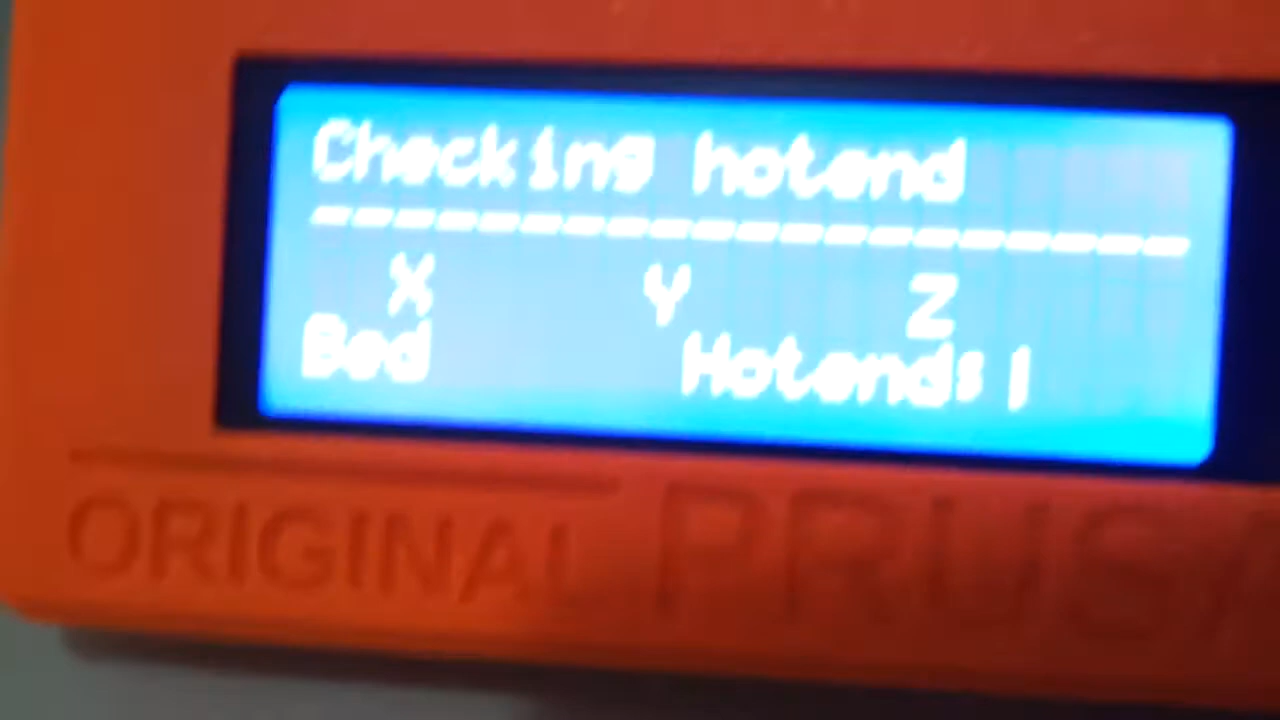 Checking hotend
--------------------
X Y Z
Bed Hotend:|
ORIGINAL PRUSA